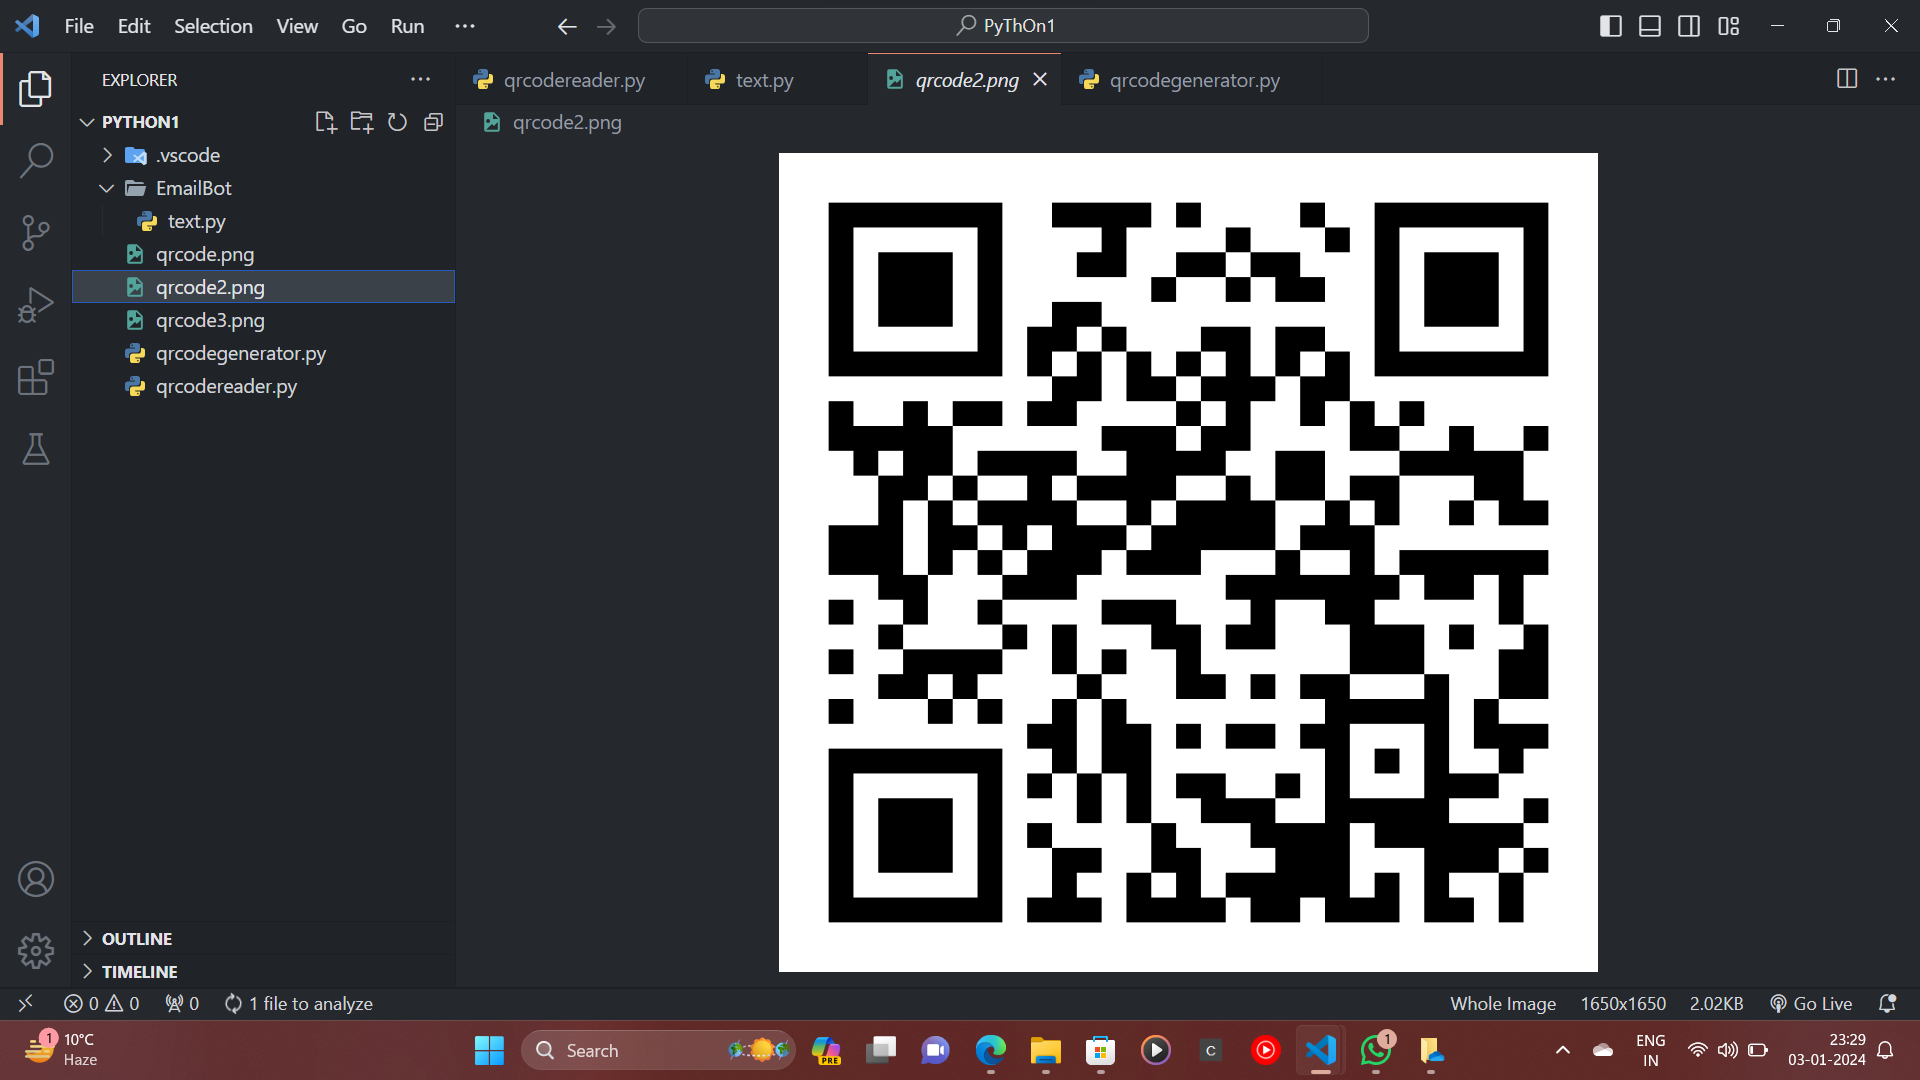 File Edit Selection View Go Run ···
PyThOn1
EXPLORER
PYTHON1
.vscode
EmailBot
text.py
qrcode.png
qrcode2.png
qrcode3.png
qrcodegenerator.py
qrcodereader.py
OUTLINE
TIMELINE
qrcodereader.py text.py qrcode2.png qrcodegenerator.py
qrcode2.png
0 0 0 1 file to analyze
Whole Image 1650x1650 2.02KB Go Live
1 10°C
Haze
Search
PRE
C
1
ENG
IN
23:29
03-01-2024